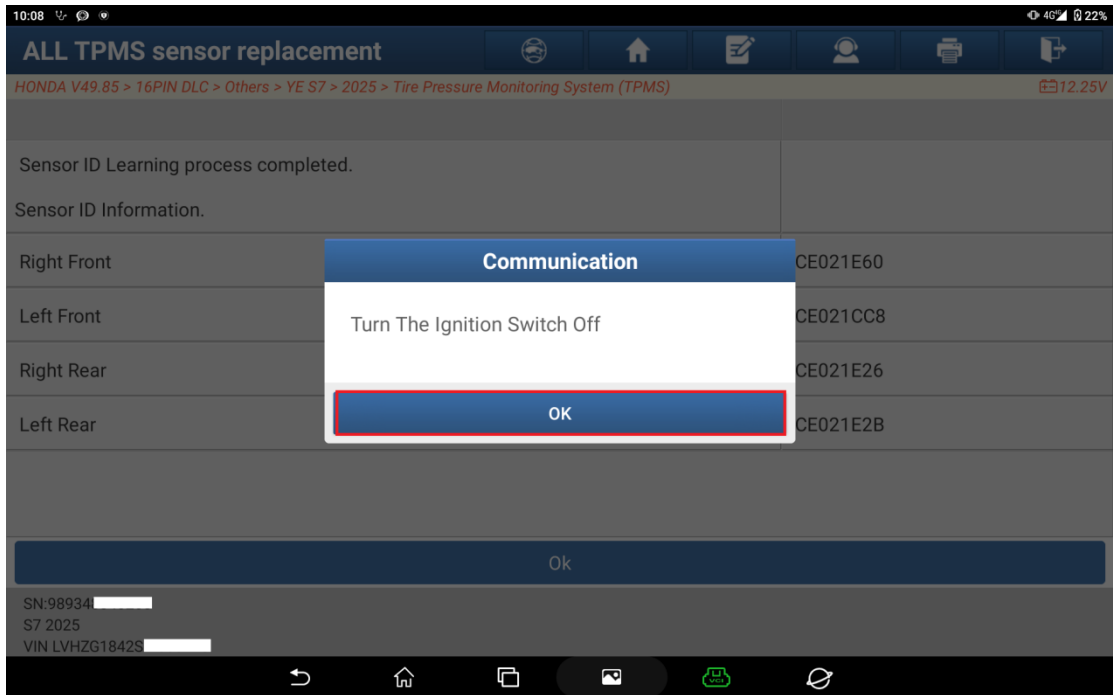 10:08 4G 22%
ALL TPMS sensor replacement
HONDA V49.85 > 16PIN DLC > Others > YE S7 > 2025 > Tire Pressure Monitoring System (TPMS) 12.25V
Sensor ID Learning process completed.
Sensor ID Information.
Communication
Right Front CE021E60
Turn The Ignition Switch Off
Left Front CE021CC8
Right Rear CE021E26
OK
Left Rear CE021E2B
Ok
SN:98934
S7 2025
VIN LVHZG1842S
VCI